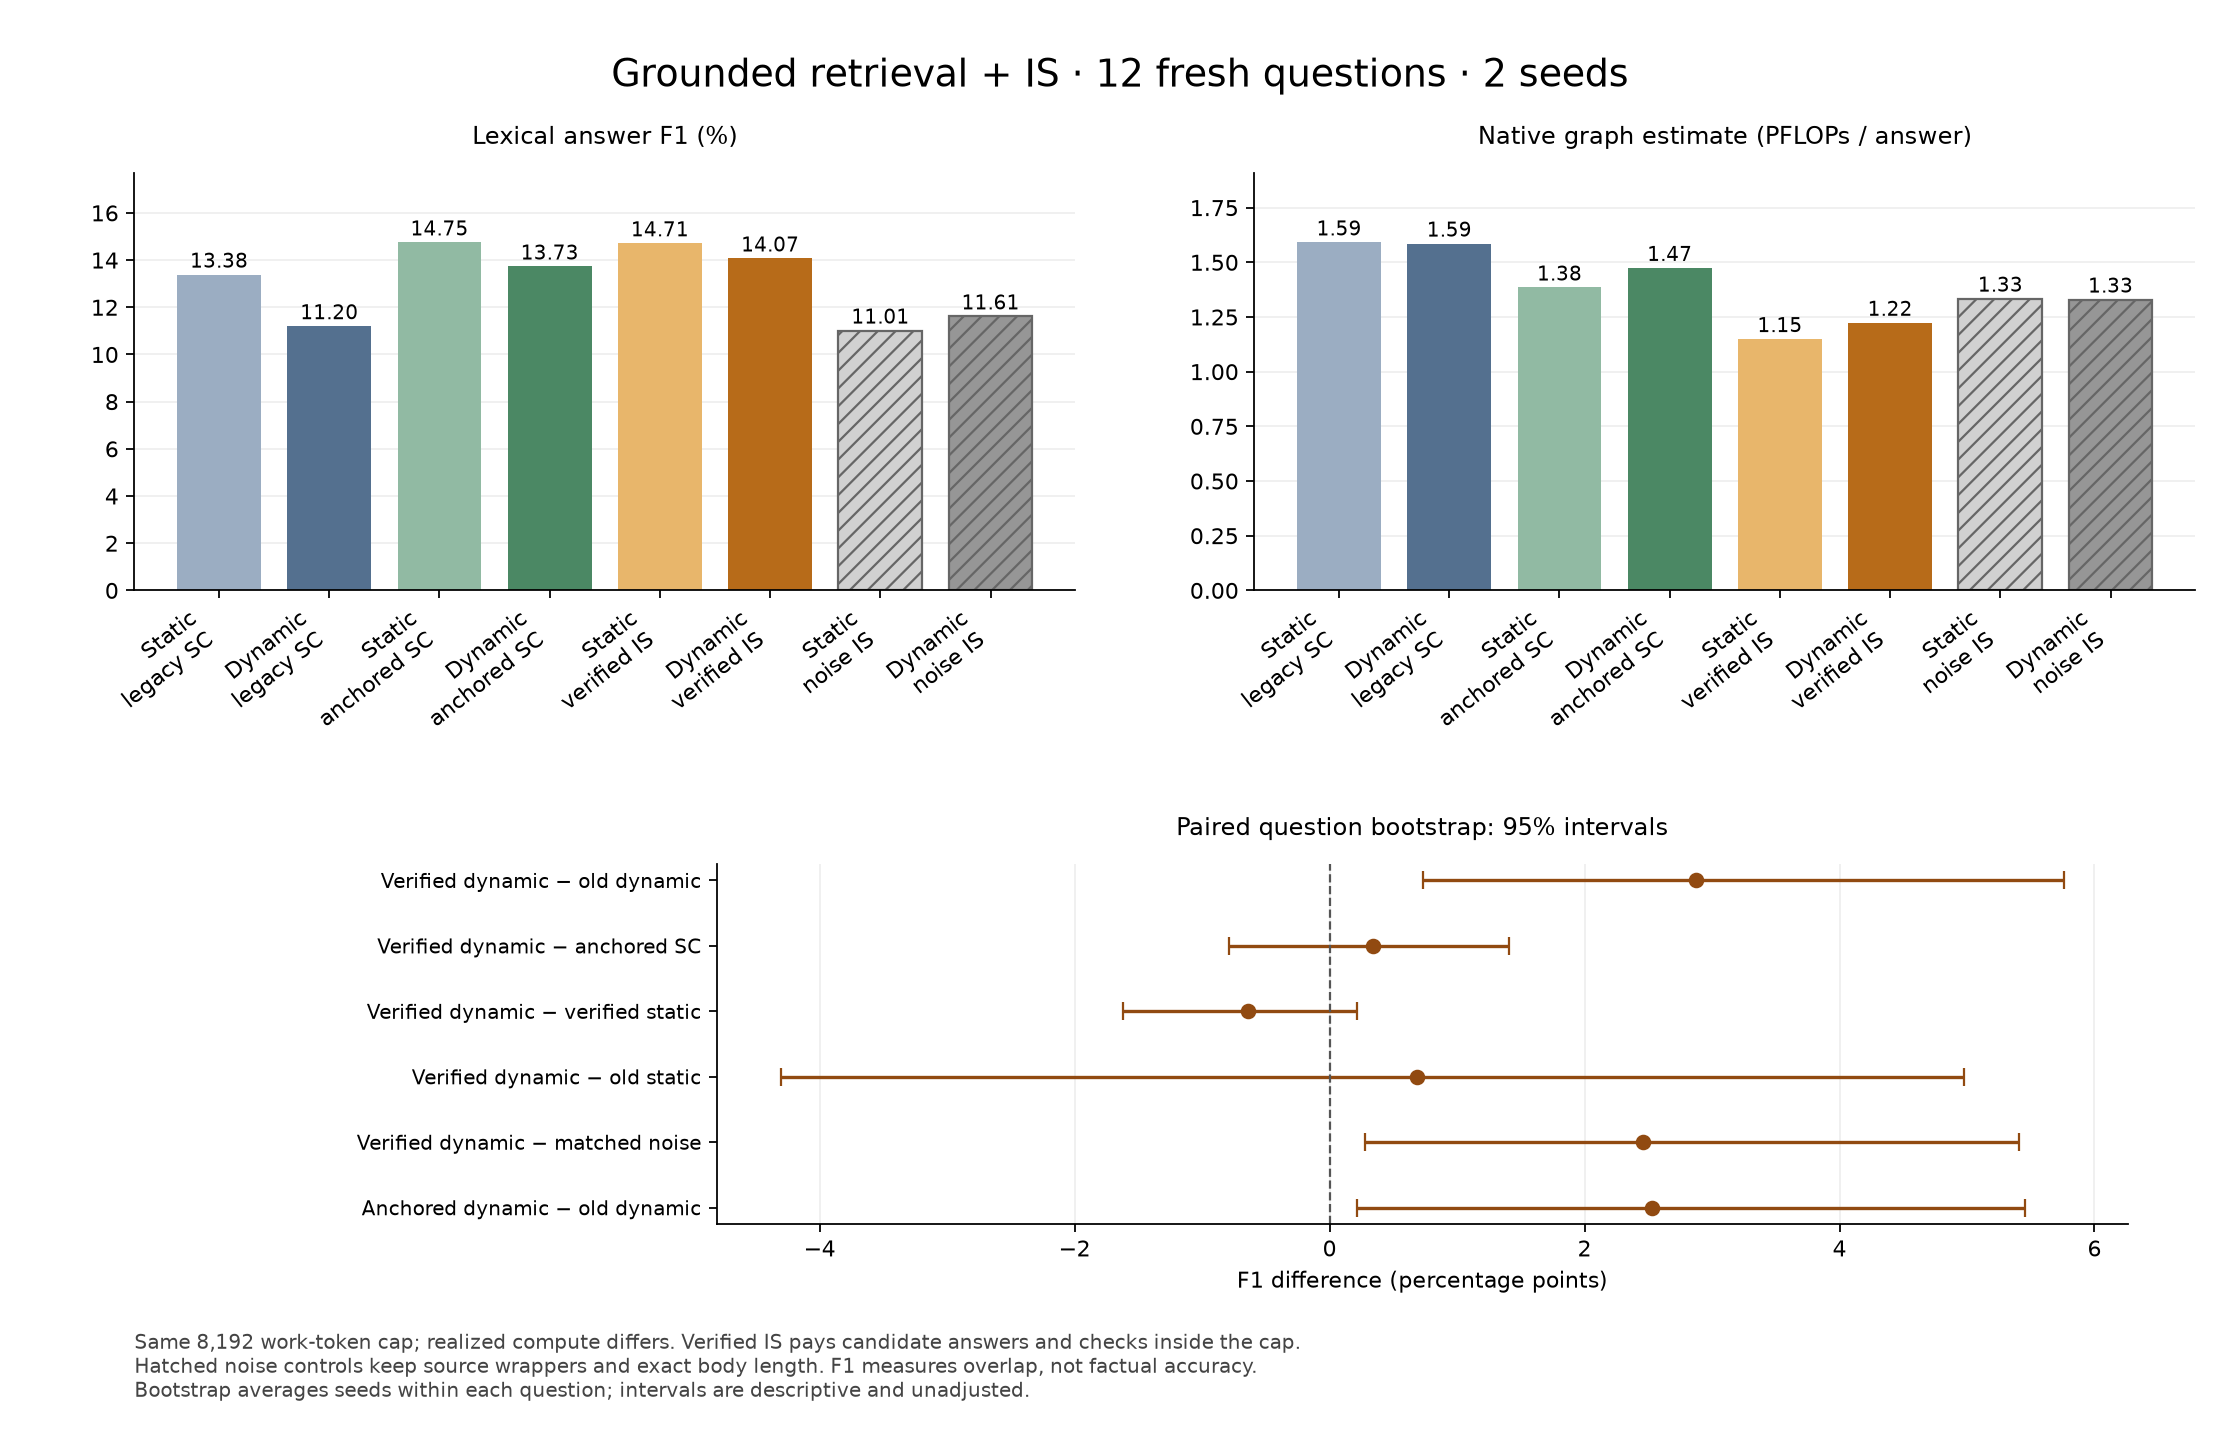 Grounded retrieval + IS · 12 fresh questions · 2 seeds
Lexical answer F1 (%)
16
14
12
10
8
6
4
2
0
13.38
11.20
14.75
13.73
14.71
14.07
11.01
11.61
Static
legacy SC
Dynamic
legacy SC
Static
anchored SC
Dynamic
anchored SC
Static
verified IS
Dynamic
verified IS
Static
noise IS
Dynamic
noise IS
Native graph estimate (PFLOPs / answer)
1.75
1.50
1.25
1.00
0.75
0.50
0.25
0.00
1.59
1.59
1.38
1.47
1.15
1.22
1.33
1.33
Static
legacy SC
Dynamic
legacy SC
Static
anchored SC
Dynamic
anchored SC
Static
verified IS
Dynamic
verified IS
Static
noise IS
Dynamic
noise IS
Paired question bootstrap: 95% intervals
Verified dynamic − old dynamic
Verified dynamic − anchored SC
Verified dynamic − verified static
Verified dynamic − old static
Verified dynamic − matched noise
Anchored dynamic − old dynamic
−4
−2
0
2
4
6
F1 difference (percentage points)
Same 8,192 work-token cap; realized compute differs. Verified IS pays candidate answers and checks inside the cap.
Hatched noise controls keep source wrappers and exact body length. F1 measures overlap, not factual accuracy.
Bootstrap averages seeds within each question; intervals are descriptive and unadjusted.